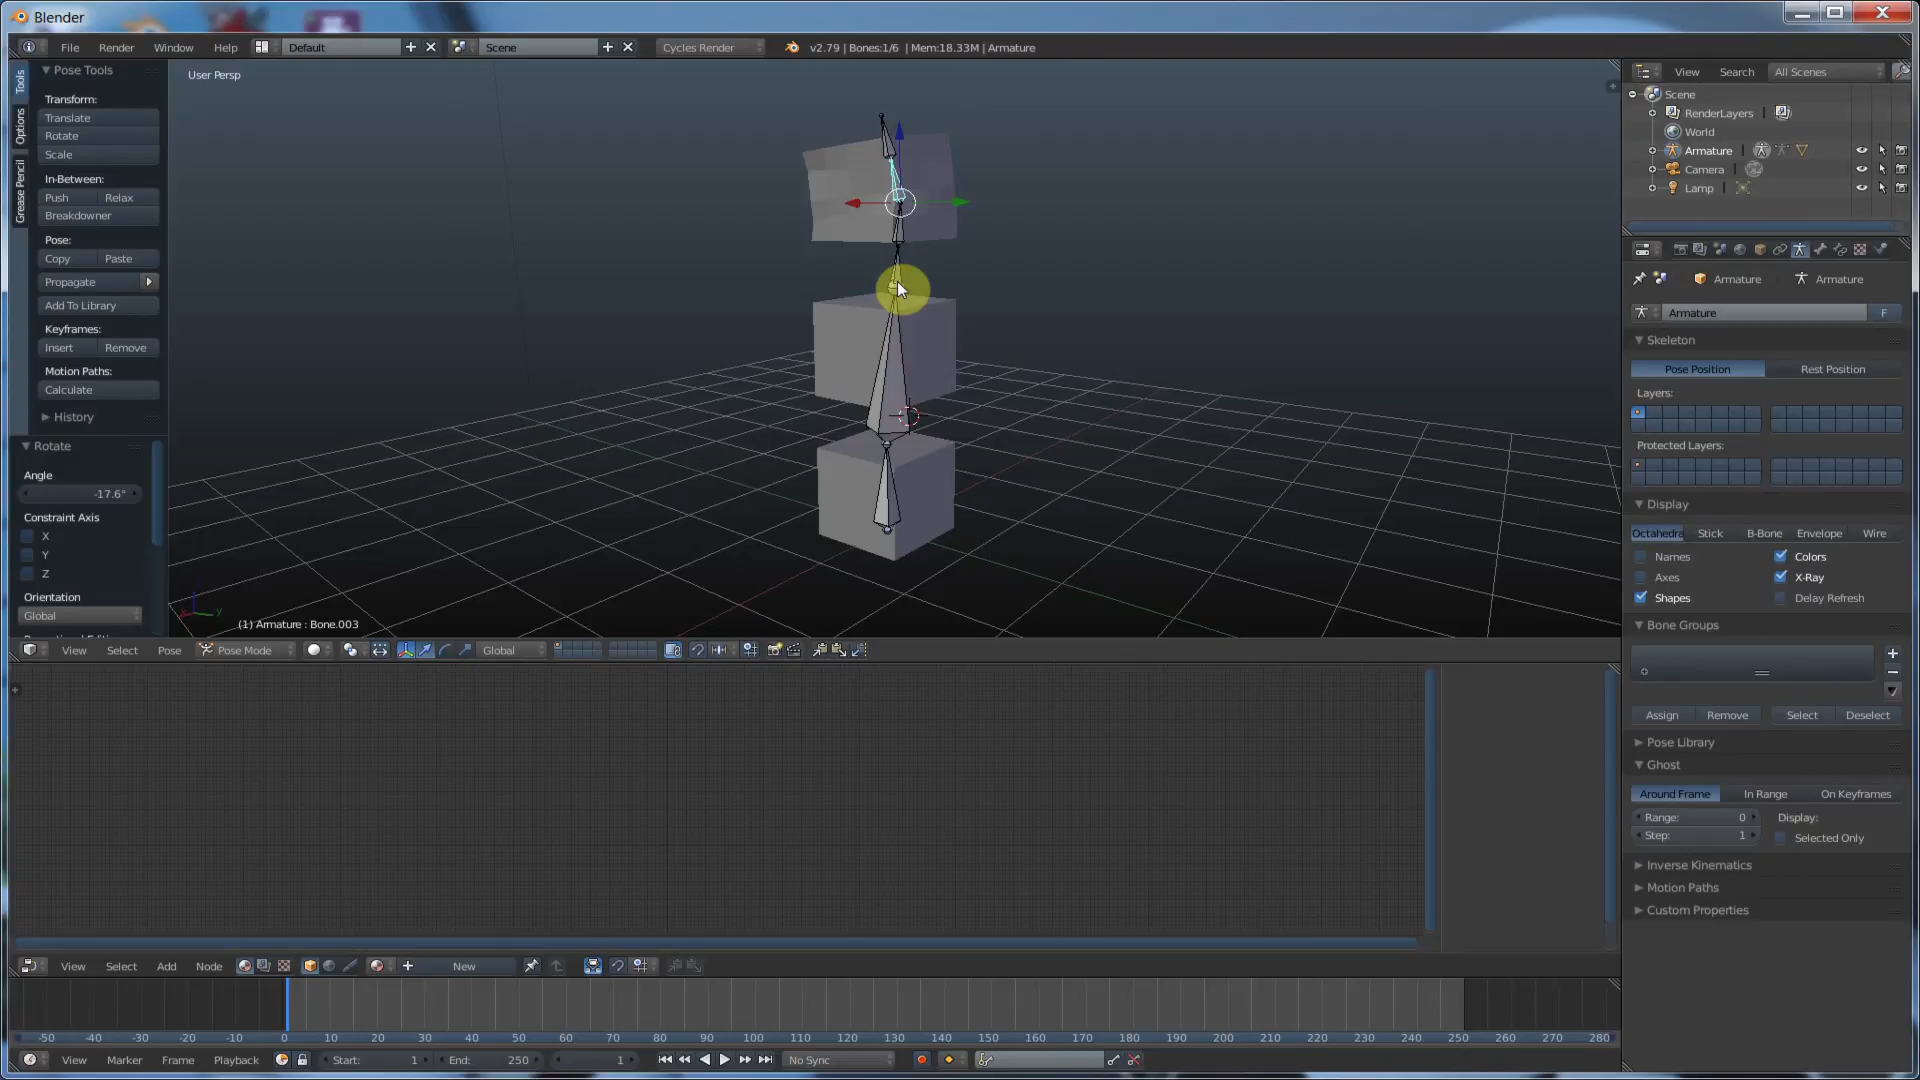 Blender
File Render Window Help Default Scene Cycles Render v2.79 | Bones:1/6 | Mem:18.33M | Armature
Tools
Options
Grease Pencil
Pose Tools
Transform:
Translate
Rotate
Scale
In-Between:
Push Relax
Breakdowner
Pose:
Copy Paste
Propagate
Add To Library
Keyframes:
Insert Remove
Motion Paths:
Calculate
History
Rotate
Angle
-17.6°
Constraint Axis
X
Y
Z
Orientation
Global
User Persp
(1) Armature : Bone.003
View Select Pose Pose Mode Global
View Search All Scenes
Scene
RenderLayers
World
Armature
Camera
Lamp
Armature Armature
Armature F
Skeleton
Pose Position Rest Position
Layers:
Protected Layers:
Display
Octahedra Stick B-Bone Envelope Wire
Names Colors
Axes X-Ray
Shapes Delay Refresh
Bone Groups
Assign Remove Select Deselect
Pose Library
Ghost
Around Frame In Range On Keyframes
Range: 0 Display:
Step: 1 Selected Only
Inverse Kinematics
Motion Paths
Custom Properties
View Select Add Node New
-50 -40 -30 -20 -10 0 10 20 30 40 50 60 70 80 90 100 110 120 130 140 150 160 170 180 190 200 210 220 230 240 250 260 270 280
View Marker Frame Playback Start: 1 End: 250 1 No Sync